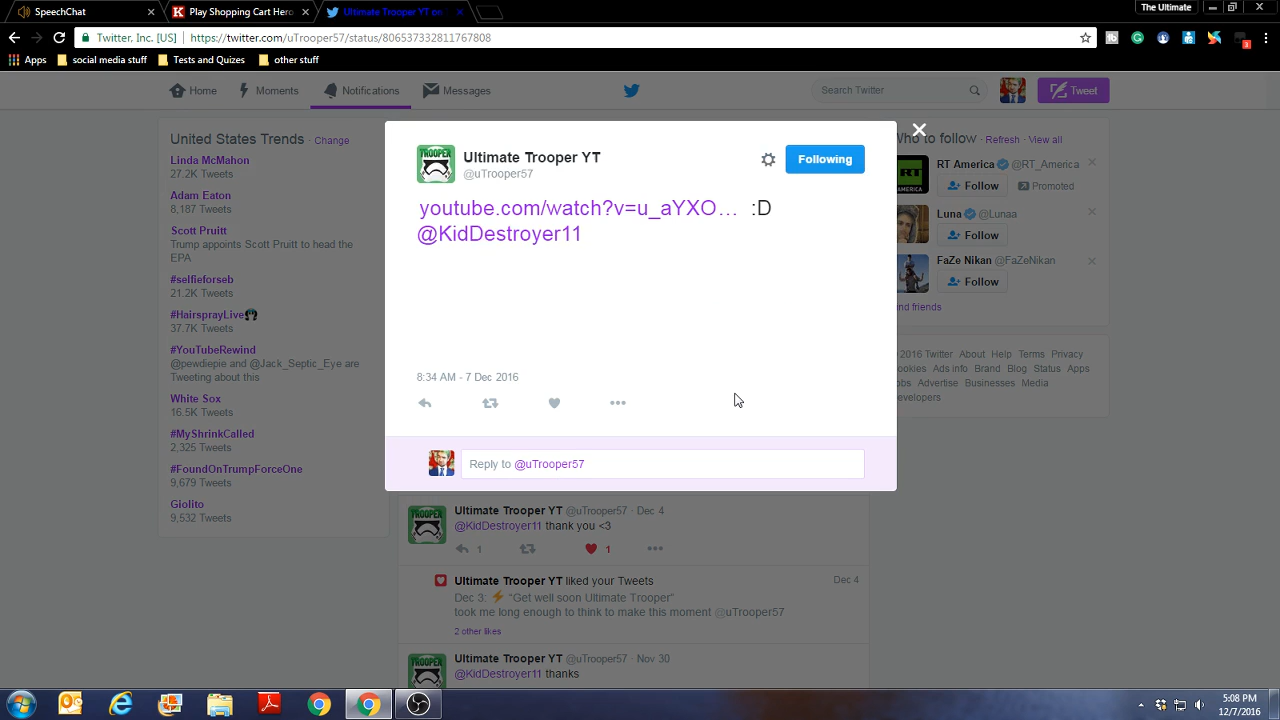 SpeechChat
Play Shopping Cart Hero
Ultimate Trooper YT on
The Ultimate
Twitter, Inc. [US]
https://twitter.com/uTrooper57/status/806537332811767808
Apps
social media stuff
Tests and Quizes
other stuff
Home
Moments
Notifications
Messages
Search Twitter
Tweet
United States Trends · Change
Linda McMahon
27.2K Tweets
Adam Eaton
8,187 Tweets
Scott Pruitt
Trump appoints Scott Pruitt to head the
EPA
#selfieforseb
21.2K Tweets
#HairsprayLive
37.7K Tweets
#YouTubeRewind
@pewdiepie and @Jack_Septic_Eye are
Tweeting about this
White Sox
16.5K Tweets
#MyShrinkCalled
2,325 Tweets
#FoundOnTrumpForceOne
9,679 Tweets
Giolito
9,532 Tweets
TROOPER
Ultimate Trooper YT
@uTrooper57
Following
youtube.com/watch?v=u_aYXO… :D
@KidDestroyer11
8:34 AM - 7 Dec 2016
Reply to @uTrooper57
TROOPER
Ultimate Trooper YT @uTrooper57 · Dec 4
@KidDestroyer11 thank you <3
1
1
Ultimate Trooper YT liked your Tweets
Dec 4
Dec 3: ⚡ "Get well soon Ultimate Trooper"
took me long enough to think to make this moment @uTrooper57
2 other likes
TROOPER
Ultimate Trooper YT @uTrooper57 · Nov 30
@KidDestroyer11 thanks
Who to follow · Refresh · View all
RT
AMERICA
RT America @RT_America
Follow
Promoted
Luna @Lunaa
Follow
FaZe Nikan @FaZeNikan
Follow
nd friends
2016 Twitter About Help Terms Privacy
ookies Ads info Brand Blog Status Apps
obs Advertise Businesses Media
evelopers
5:08 PM
12/7/2016